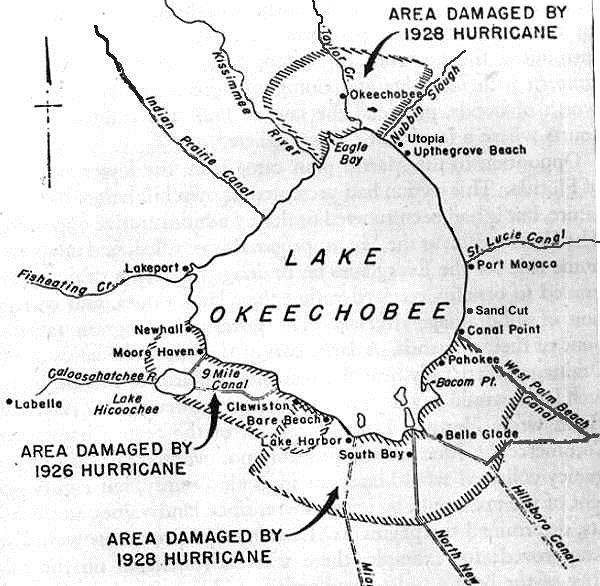 AREA DAMAGED BY
1928 HURRICANE
Taylor Cr.
Kissimmee
River
Okeechobee
Nubbin Slough
Indian Prairie Canal
Eagle
Bay
Utopia
Upthegrove Beach
LAKE
OKEECHOBEE
St. Lucie Canal
Port Mayaca
Lakeport
Fisheating Cr.
Sand Cut
Canal Point
Newhall
Moore Haven
Pahokee
Bacom Pt.
West Palm Beach
Canal
Caloosahatchee R.
9 Mile
Canal
Lake
Hicoochee
Labelle
Clewiston
Bare Beach
Lake Harbor
South Bay
Belle Glade
AREA DAMAGED BY
1926 HURRICANE
Hillsboro Canal
AREA DAMAGED BY
1928 HURRICANE
North New